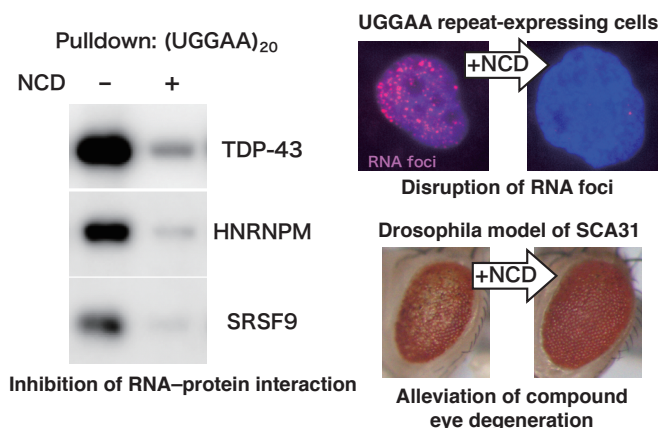 Pulldown: (UGGAA)20
NCD – +
TDP-43
HNRNPM
SRSF9
Inhibition of RNA–protein interaction
UGGAA repeat-expressing cells
+NCD
RNA foci
Disruption of RNA foci
Drosophila model of SCA31
+NCD
Alleviation of compound
eye degeneration